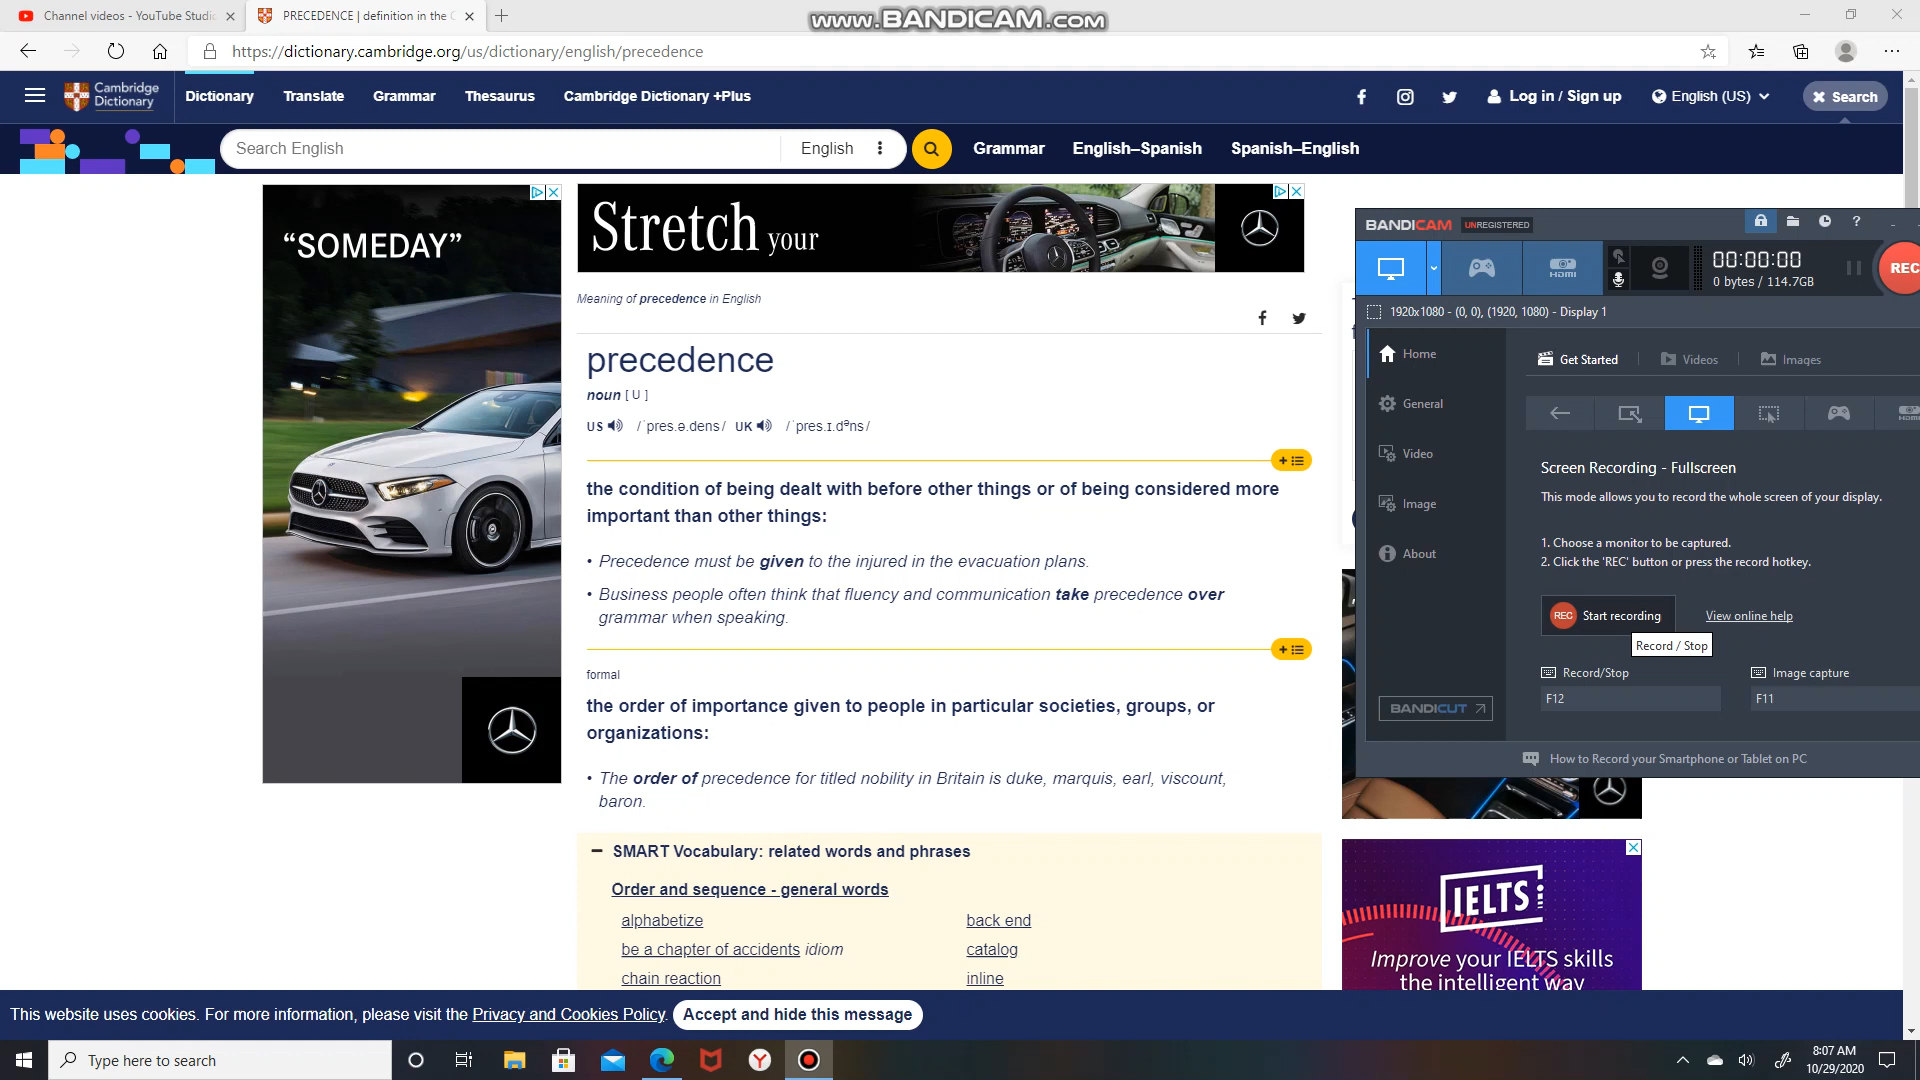 Channel videos - YouTube Studi
PRECEDENCE | definition in the C
www.BANDICAM.com
https://dictionary.cambridge.org/us/dictionary/english/precedence
Cambridge
Dictionary
Dictionary
Translate
Grammar
Thesaurus
Cambridge Dictionary +Plus
Log in / Sign up
English (US)
Search
Search English
English
Grammar
English–Spanish
Spanish–English
“SOMEDAY”
Stretch your
Meaning of precedence in English
precedence
noun [ U ]
US /ˈpres.ə.dens/ UK /ˈpres.ɪ.dᵊns/
the condition of being dealt with before other things or of being considered more
important than other things:
• Precedence must be given to the injured in the evacuation plans.
• Business people often think that fluency and communication take precedence over
grammar when speaking.
formal
the order of importance given to people in particular societies, groups, or
organizations:
• The order of precedence for titled nobility in Britain is duke, marquis, earl, viscount,
baron.
SMART Vocabulary: related words and phrases
Order and sequence - general words
alphabetize
back end
be a chapter of accidents idiom
catalog
chain reaction
inline
BANDICAM UNREGISTERED
HDMI
00:00:00
0 bytes / 114.7GB
REC
1920x1080 - (0, 0), (1920, 1080) - Display 1
Home
General
Video
Image
About
BANDICUT
Get Started
Videos
Images
Screen Recording - Fullscreen
This mode allows you to record the whole screen of your display.
1. Choose a monitor to be captured.
2. Click the 'REC' button or press the record hotkey.
REC Start recording
View online help
Record / Stop
Record/Stop
Image capture
F12
F11
How to Record your Smartphone or Tablet on PC
IELTS
Improve your IELTS skills
the intelligent way
This website uses cookies. For more information, please visit the Privacy and Cookies Policy.
Accept and hide this message
Type here to search
8:07 AM
10/29/2020